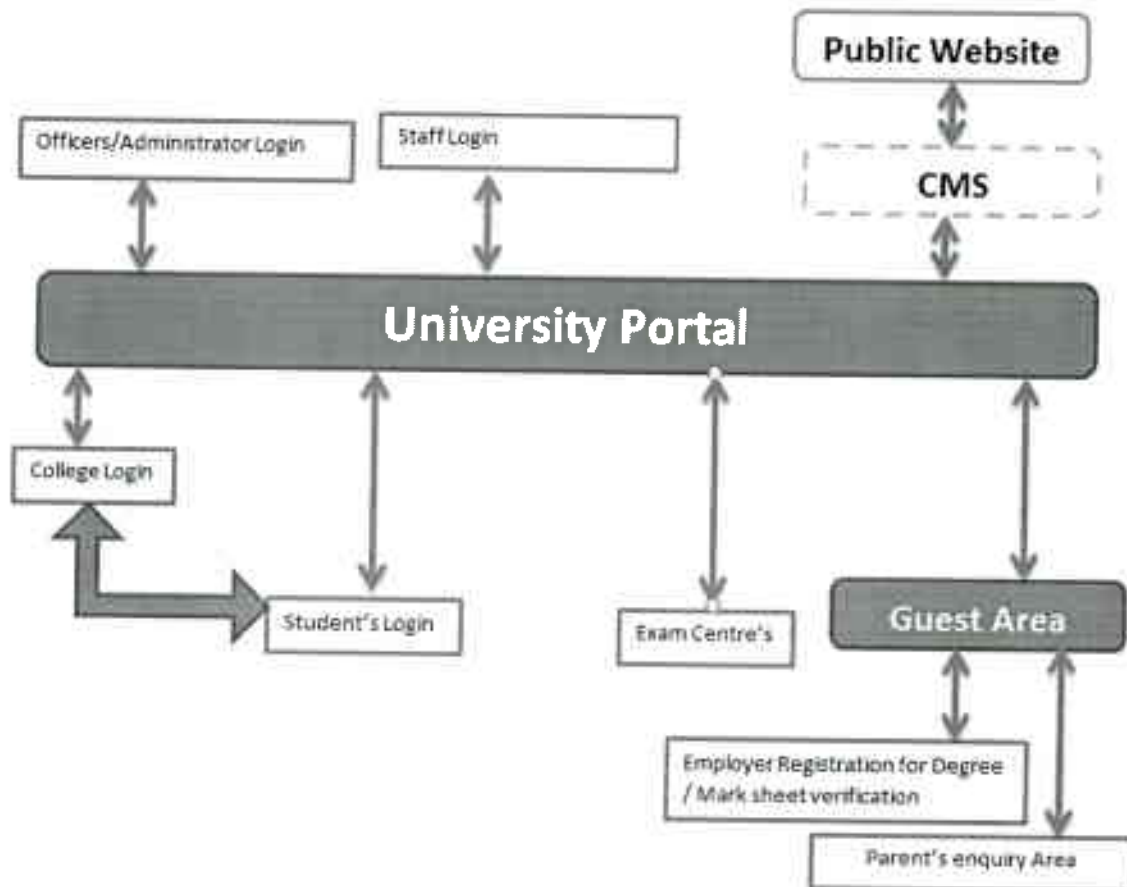 Public Website
Officers/Administrator Login
Staff Login
CMS
University Portal
College Login
Student's Login
Exam Centre's
Guest Area
Employer Registration for Degree
/ Mark sheet verification
Parent's enquiry Area